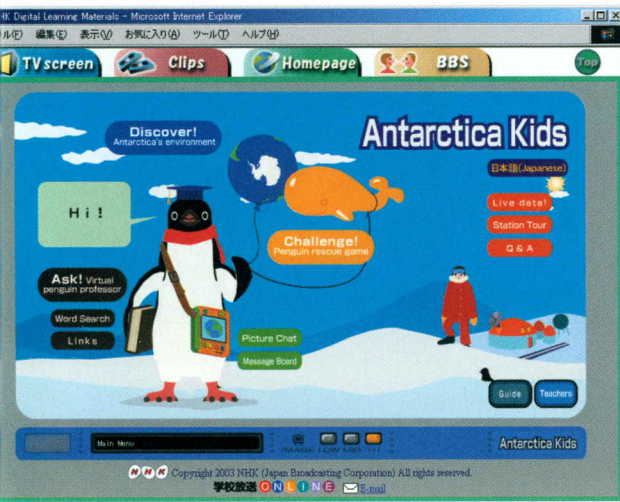 HK Digital Learning Materials - Microsoft Internet Explorer
ル(F) 編集(E) 表示(V) お気に入り(A) ツール(T) ヘルプ(H)
TV screen Clips Homepage BBS Top
Antarctica Kids
Discover!
Antarctica's environment
日本語(Japanese)
Hi!
Live data!
Station Tour
Q & A
Challenge!
Penguin rescue game
Ask! Virtual
penguin professor
Word Search
Links
Picture Chat
Message Board
Guide Teachers
Main Menu
IMAGE LOW MID HI
Antarctica Kids
NHK Copyright 2003 NHK (Japan Broadcasting Corporation) All rights reserved.
学校放送 ONLINE E-mail